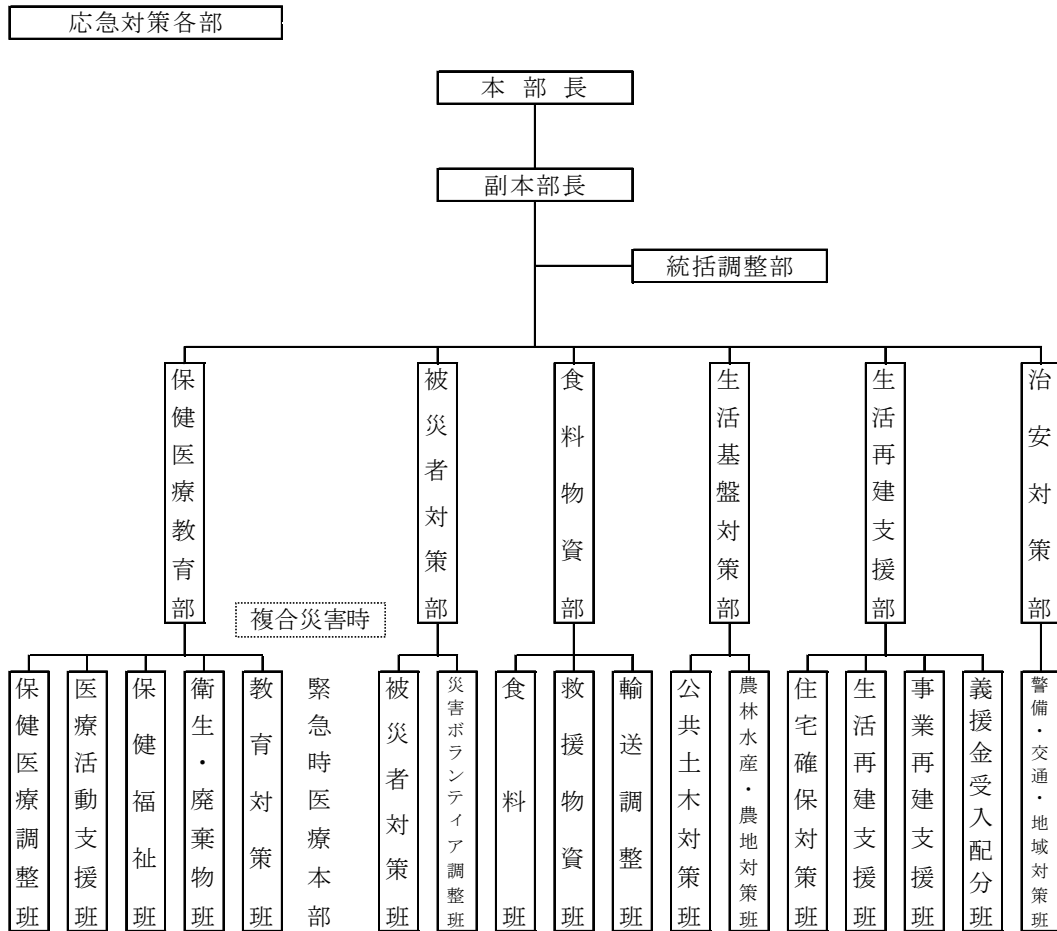 応急対策各部
本部長
副本部長
統括調整部
保健医療教育部
被災者対策部
食料物資部
生活基盤対策部
生活再建支援部
治安対策部
複合災害時
保健医療調整班
医療活動支援班
保健福祉班
衛生・廃棄物班
教育対策班
緊急時医療本部
被災者対策班
災害ボランティア調整班
食料班
救援物資班
輸送調整班
公共土木対策班
農林水産・農地対策班
住宅確保対策班
生活再建支援班
事業再建支援班
義援金受入配分班
警備・交通・地域対策班